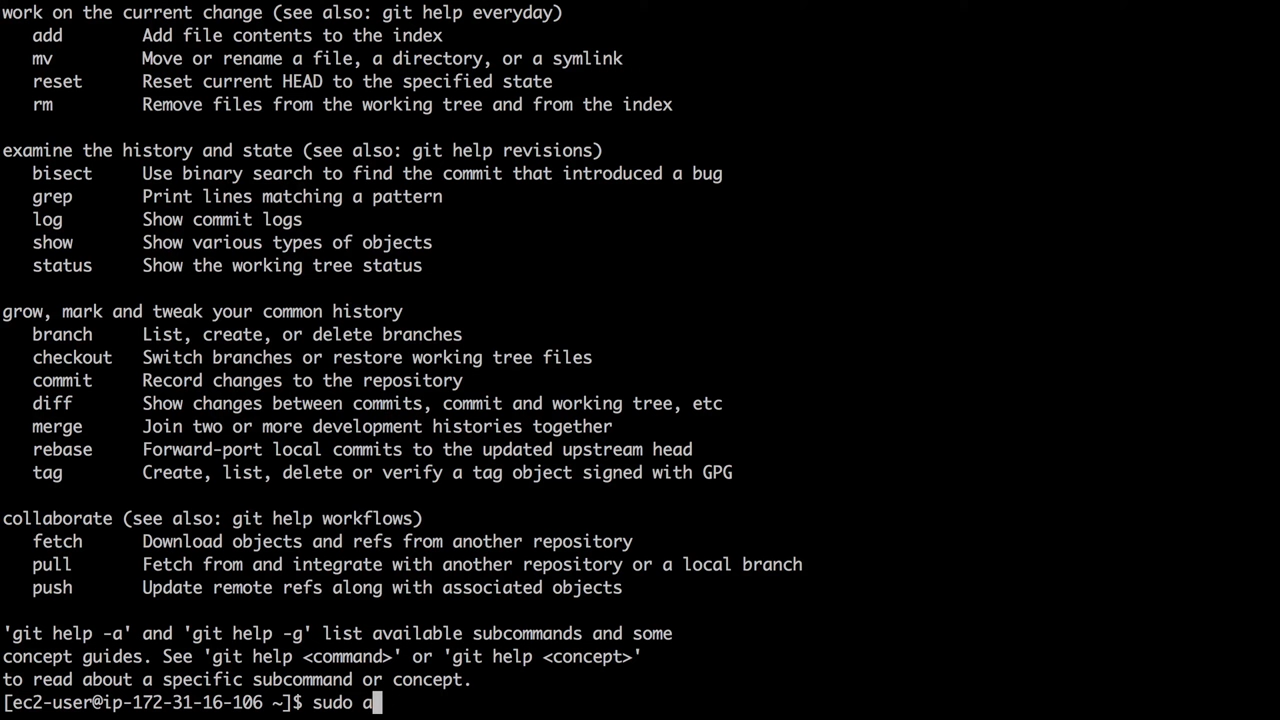 work on the current change (see also: git help everyday)
   add        Add file contents to the index
   mv         Move or rename a file, a directory, or a symlink
   reset      Reset current HEAD to the specified state
   rm         Remove files from the working tree and from the index

examine the history and state (see also: git help revisions)
   bisect     Use binary search to find the commit that introduced a bug
   grep       Print lines matching a pattern
   log        Show commit logs
   show       Show various types of objects
   status     Show the working tree status

grow, mark and tweak your common history
   branch     List, create, or delete branches
   checkout   Switch branches or restore working tree files
   commit     Record changes to the repository
   diff       Show changes between commits, commit and working tree, etc
   merge      Join two or more development histories together
   rebase     Forward-port local commits to the updated upstream head
   tag        Create, list, delete or verify a tag object signed with GPG

collaborate (see also: git help workflows)
   fetch      Download objects and refs from another repository
   pull       Fetch from and integrate with another repository or a local branch
   push       Update remote refs along with associated objects

'git help -a' and 'git help -g' list available subcommands and some
concept guides. See 'git help <command>' or 'git help <concept>'
to read about a specific subcommand or concept.
[ec2-user@ip-172-31-16-106 ~]$ sudo a